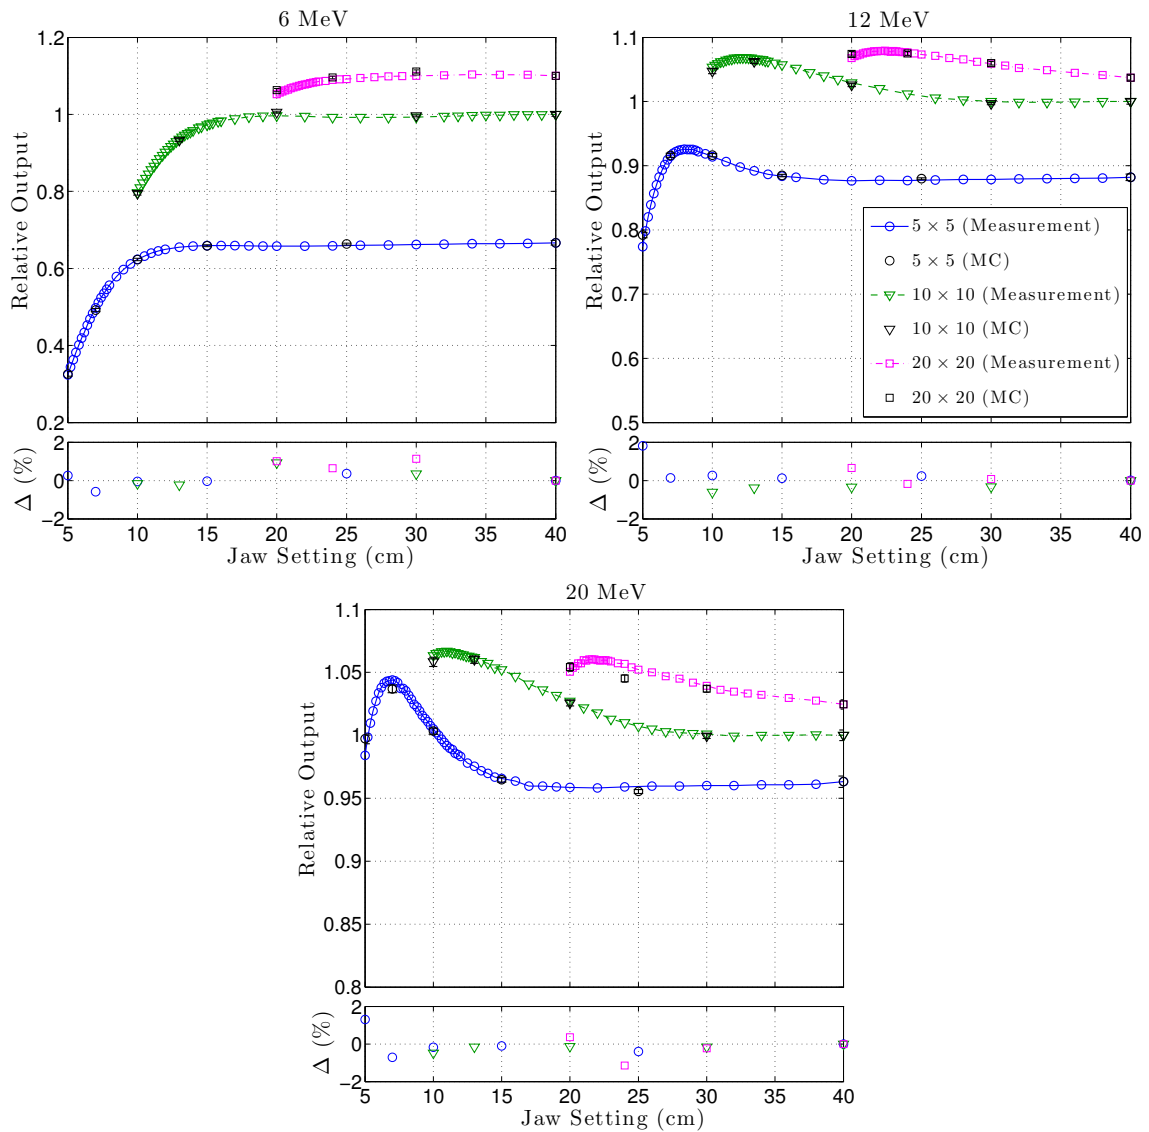 6 MeV
1.2
1
0.8
0.6
0.4
0.2
Relative Output
2
0
−2
Δ (%)
5 10 15 20 25 30 35 40
Jaw Setting (cm)
12 MeV
1.1
1
0.9
0.8
0.7
0.6
0.5
Relative Output
5 × 5 (Measurement)
5 × 5 (MC)
10 × 10 (Measurement)
10 × 10 (MC)
20 × 20 (Measurement)
20 × 20 (MC)
2
0
−2
Δ (%)
5 10 15 20 25 30 35 40
Jaw Setting (cm)
20 MeV
1.1
1.05
1
0.95
0.9
0.85
0.8
Relative Output
2
0
−2
Δ (%)
5 10 15 20 25 30 35 40
Jaw Setting (cm)